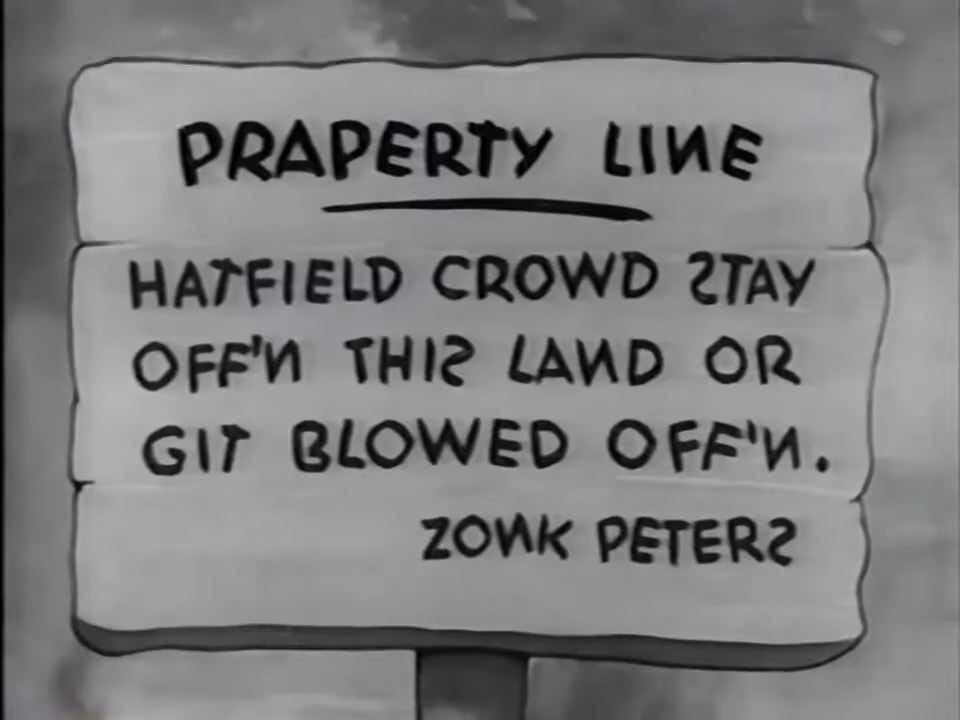 PRAPERTY LINE
HATFIELD CROWD STAY
OFF'N THIS LAND OR
GIT BLOWED OFF'N.
ZONK PETERS